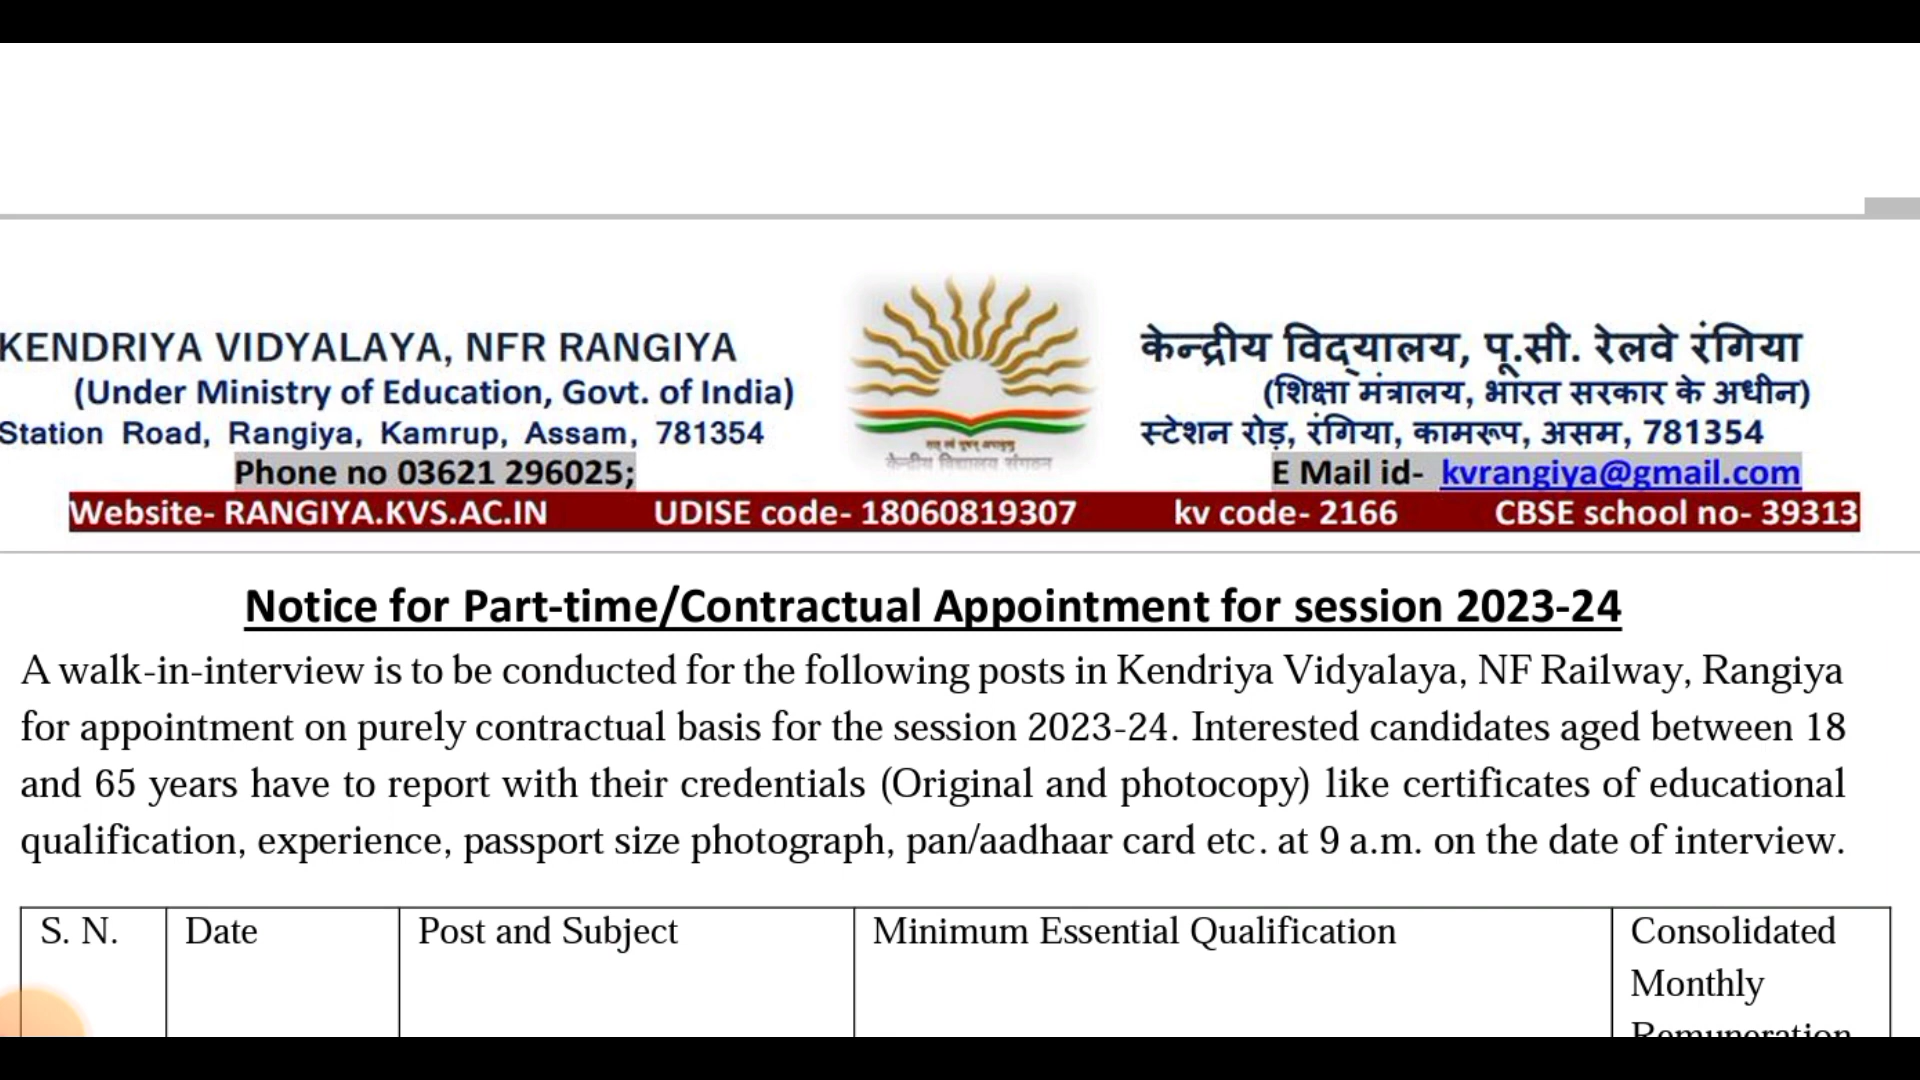 KENDRIYA VIDYALAYA, NFR RANGIYA
(Under Ministry of Education, Govt. of India)
Station Road, Rangiya, Kamrup, Assam, 781354
Phone no 03621 296025;
सत् त्वं पूषन् अपावृणु
केन्द्रीय विद्यालय संगठन
केन्द्रीय विद्यालय, पू.सी. रेलवे रंगिया
(शिक्षा मंत्रालय, भारत सरकार के अधीन)
स्टेशन रोड़, रंगिया, कामरूप, असम, 781354
E Mail id- kvrangiya@gmail.com
Website- RANGIYA.KVS.AC.IN UDISE code- 18060819307 kv code- 2166 CBSE school no- 39313
Notice for Part-time/Contractual Appointment for session 2023-24
A walk-in-interview is to be conducted for the following posts in Kendriya Vidyalaya, NF Railway, Rangiya
for appointment on purely contractual basis for the session 2023-24. Interested candidates aged between 18
and 65 years have to report with their credentials (Original and photocopy) like certificates of educational
qualification, experience, passport size photograph, pan/aadhaar card etc. at 9 a.m. on the date of interview.
S. N. Date Post and Subject Minimum Essential Qualification Consolidated
Monthly
Remuneration